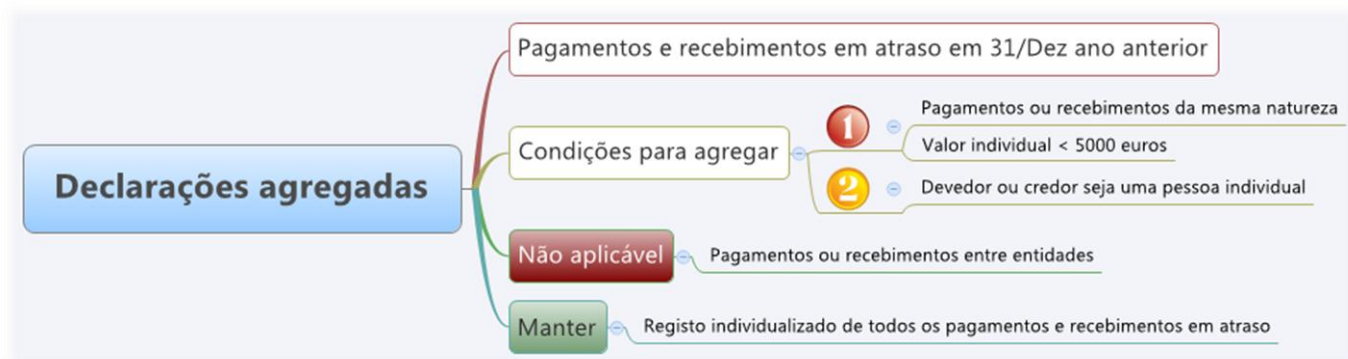 Pagamentos e recebimentos em atraso em 31/Dez ano anterior
Declarações agregadas
Condições para agregar
1
Pagamentos ou recebimentos da mesma natureza
Valor individual < 5000 euros
2
Devedor ou credor seja uma pessoa individual
Não aplicável
Pagamentos ou recebimentos entre entidades
Manter
Registo individualizado de todos os pagamentos e recebimentos em atraso